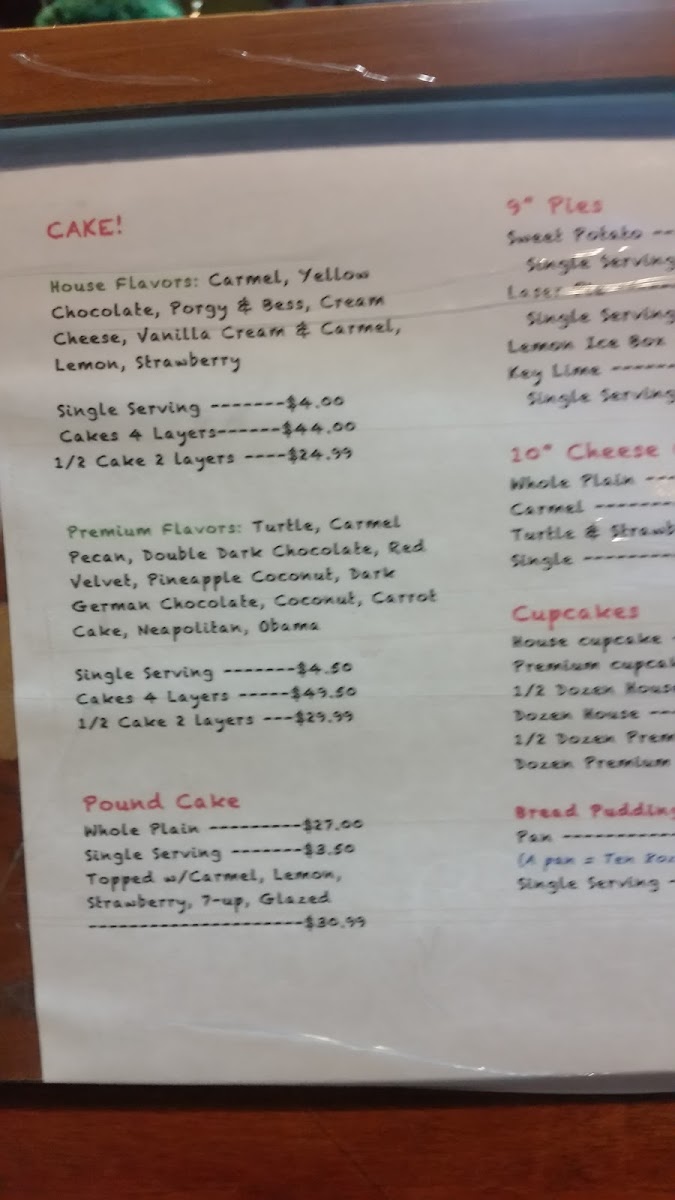 CAKE!
House Flavors: Carmel, Yellow
Chocolate, Porgy & Bess, Cream
Cheese, Vanilla Cream & Carmel,
Lemon, Strawberry
Single Serving -------$4.00
Cakes 4 Layers------$44.00
1/2 Cake 2 layers ----$24.99
Premium Flavors: Turtle, Carmel
Pecan, Double Dark Chocolate, Red
Velvet, Pineapple Coconut, Dark
German Chocolate, Coconut, Carrot
Cake, Neapolitan, Obama
Single Serving -------$4.50
Cakes 4 Layers -----$49.50
1/2 Cake 2 layers ---$29.99
Pound Cake
Whole Plain ---------$27.00
Single Serving -------$3.50
Topped w/Carmel, Lemon,
Strawberry, 7-up, Glazed
---------------------$30.99
9" Pies
Sweet Potato --
Single Serving
Single Serving
Lemon Ice Box
Key Lime ------
Single Serving
10" Cheese
Whole Plain ---
Carmel -------
Turtle & Strawb
Single --------
Cupcakes
House cupcake -
Premium cupcak
1/2 Dozen House
Dozen House ---
1/2 Dozen Prem
Dozen Premium
Bread Pudding
Pan ----------
(A pan = Ten 8oz
Single Serving -